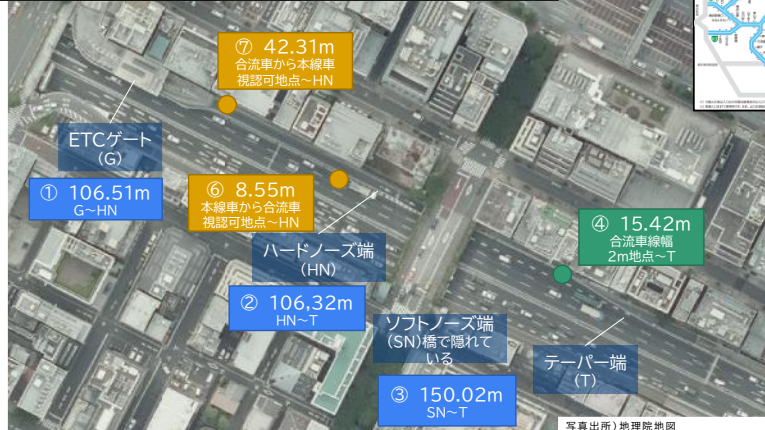 ⑦ 42.31m
合流車から本線車
視認可地点～HN
ETCゲート
(G)
① 106.51m
G～HN
⑥ 8.55m
本線車から合流車
視認可地点～HN
ハードノーズ端
(HN)
② 106,32m
HN～T
④ 15.42m
合流車線幅
2m地点～T
ソフトノーズ端
(SN)橋で隠れて
いる
③ 150.02m
SN～T
テーパー端
(T)
写真出所)地理院地図